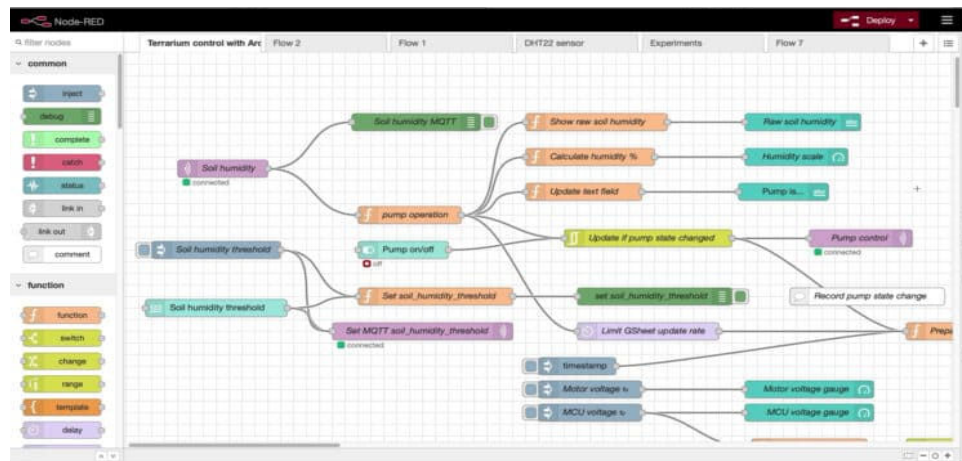 Node-RED
Deploy
filter nodes
Terrarium control with Arc
Flow 2
Flow 1
DHT22 sensor
Experiments
Flow 7
common
inject
debug
complete
catch
status
link in
link out
comment
function
function
switch
change
range
template
delay
Soil humidity MQTT
Show raw soil humidity
Raw soil humidity
abc
Soil humidity
connected
Calculate humidity %
Humidity scale
Update text field
Pump is...
abc
pump operation
Soil humidity threshold
Pump on/off
off
Update if pump state changed
Pump control
connected
Soil humidity threshold
Set soil_humidity_threshold
set soil_humidity_threshold
Record pump state change
Set MQTT soil_humidity_threshold
connected
Limit GSheet update rate
Prepa
timestamp
Motor voltage
Motor voltage gauge
MCU voltage
MCU voltage gauge